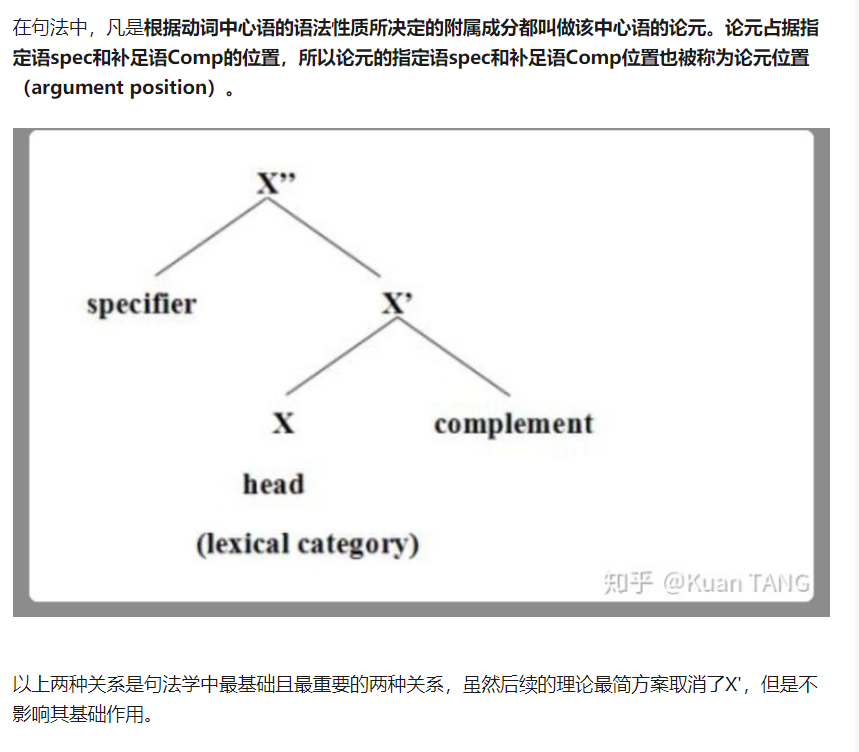 在句法中，凡是根据动词中心语的语法性质所决定的附属成分都叫做该中心语的论元。论元占据指
定语spec和补足语Comp的位置，所以论元的指定语spec和补足语Comp位置也被称为论元位置
（argument position）。
X”
specifier
X’
X
complement
head
(lexical category)
知乎 @Kuan TANG
以上两种关系是句法学中最基础且最重要的两种关系，虽然后续的理论最简方案取消了X'，但是不
影响其基础作用。